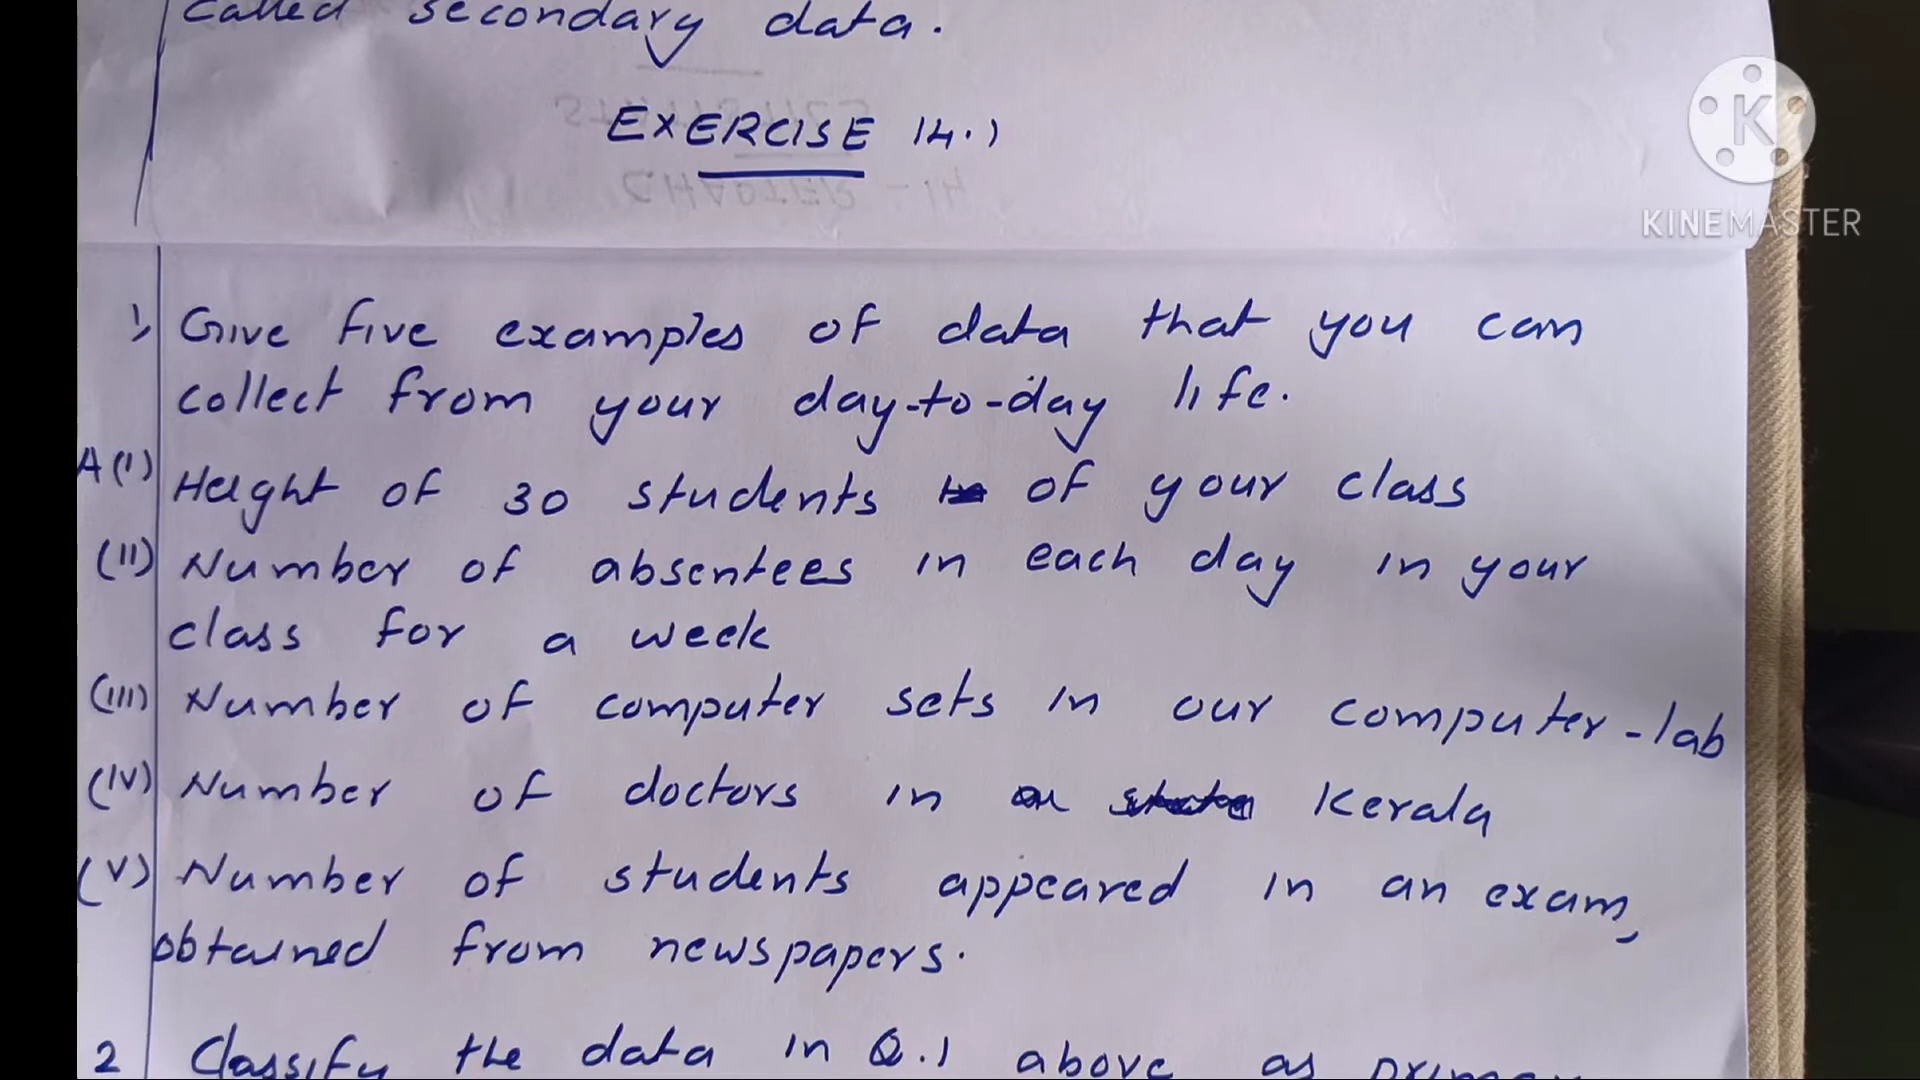 called secondary data.
EXERCISE 14.1
1, Give five examples of data that you can
collect from your day-to-day life.
A (i) Height of 30 students of your class
(ii) Number of absentees in each day in your
class for a week
(iii) Number of computer sets in our computer-lab
(iv) Number of doctors in Kerala
(v) Number of students appeared in an exam,
obtained from newspapers.
2 Classify the data in Q.1 above as
KINEMASTER